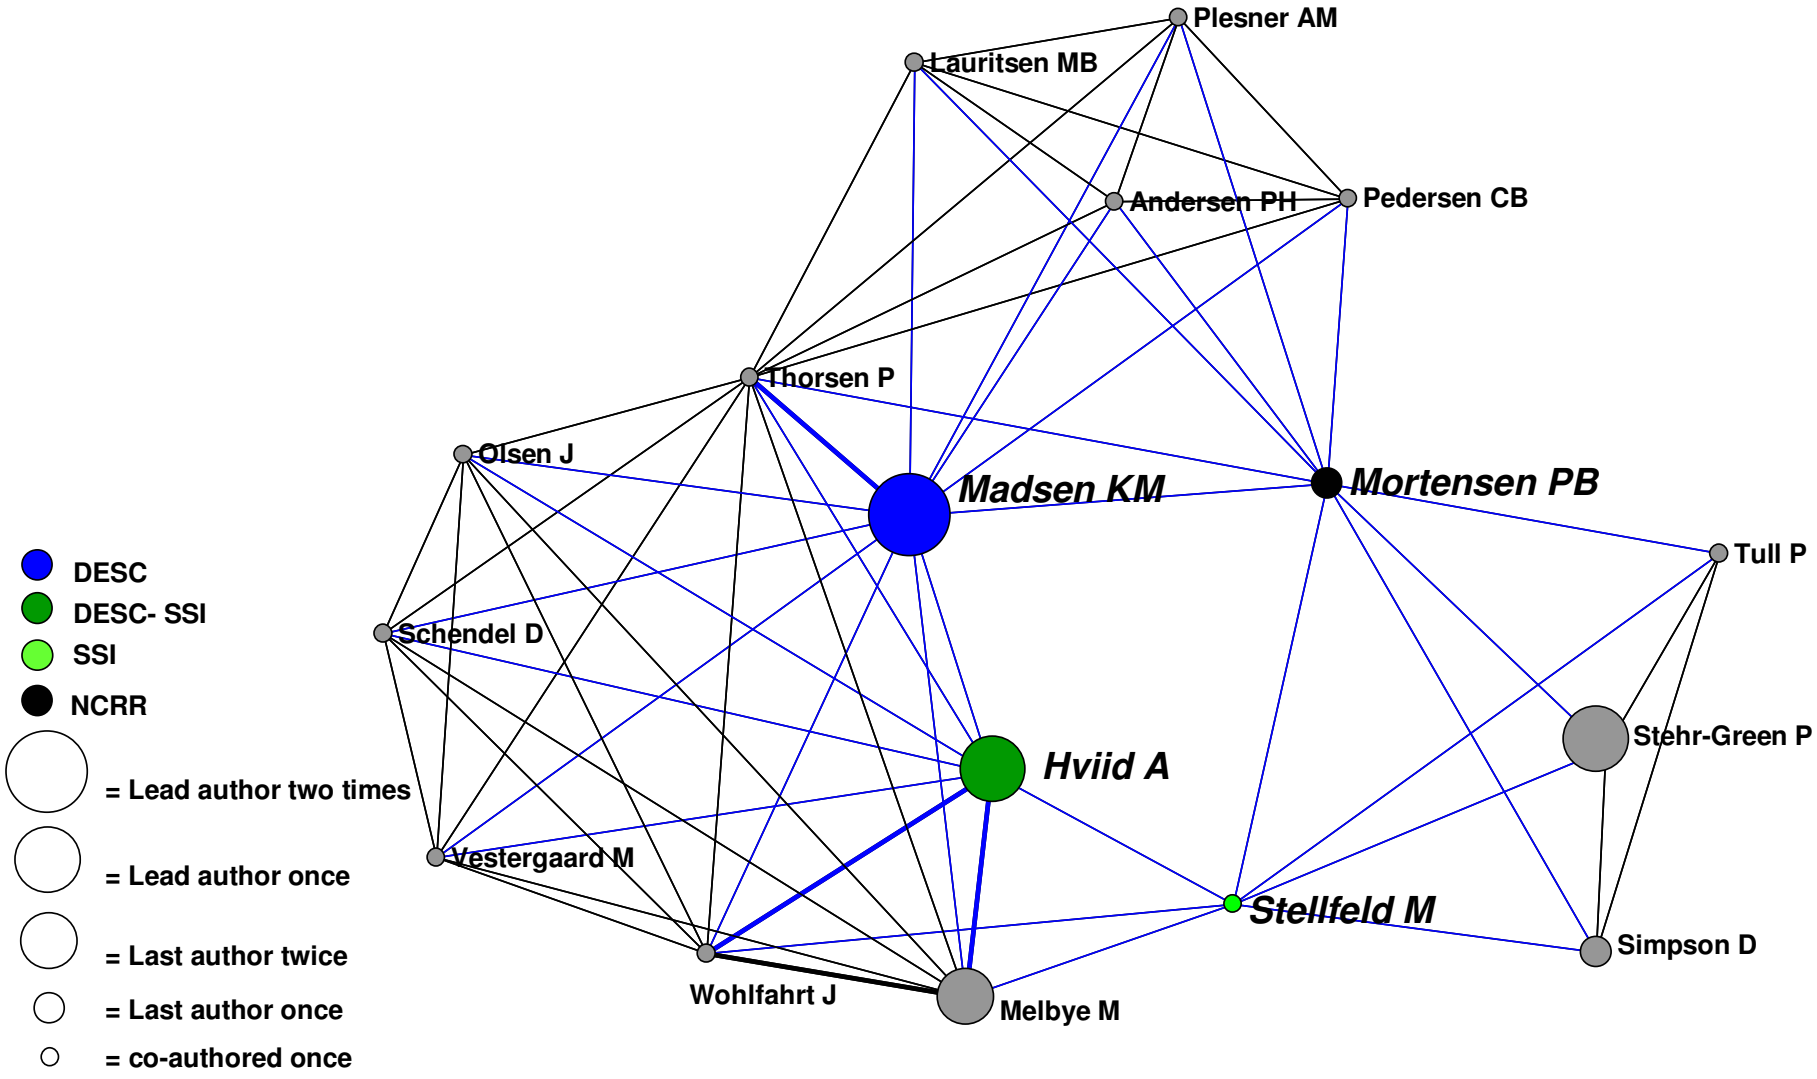 Plesner AM
Lauritsen MB
Andersen PH
Pedersen CB
Thorsen P
Olsen J
Madsen KM
Mortensen PB
Tull P
DESC
DESC- SSI
SSI
NCRR
Schendel D
Stehr-Green P
Hviid A
= Lead author two times
Vestergaard M
= Lead author once
Stellfeld M
Simpson D
= Last author twice
Wohlfahrt J
Melbye M
= Last author once
= co-authored once